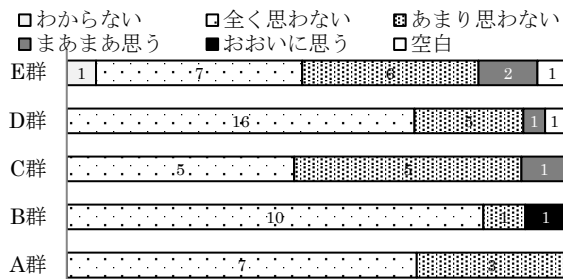 □わからない □全く思わない ▩あまり思わない
■まあまあ思う ■おおいに思う □空白
E群 1 7 6 2 1
D群 16 5 1 1
C群 5 5 1
B群 10 1
A群 7 3